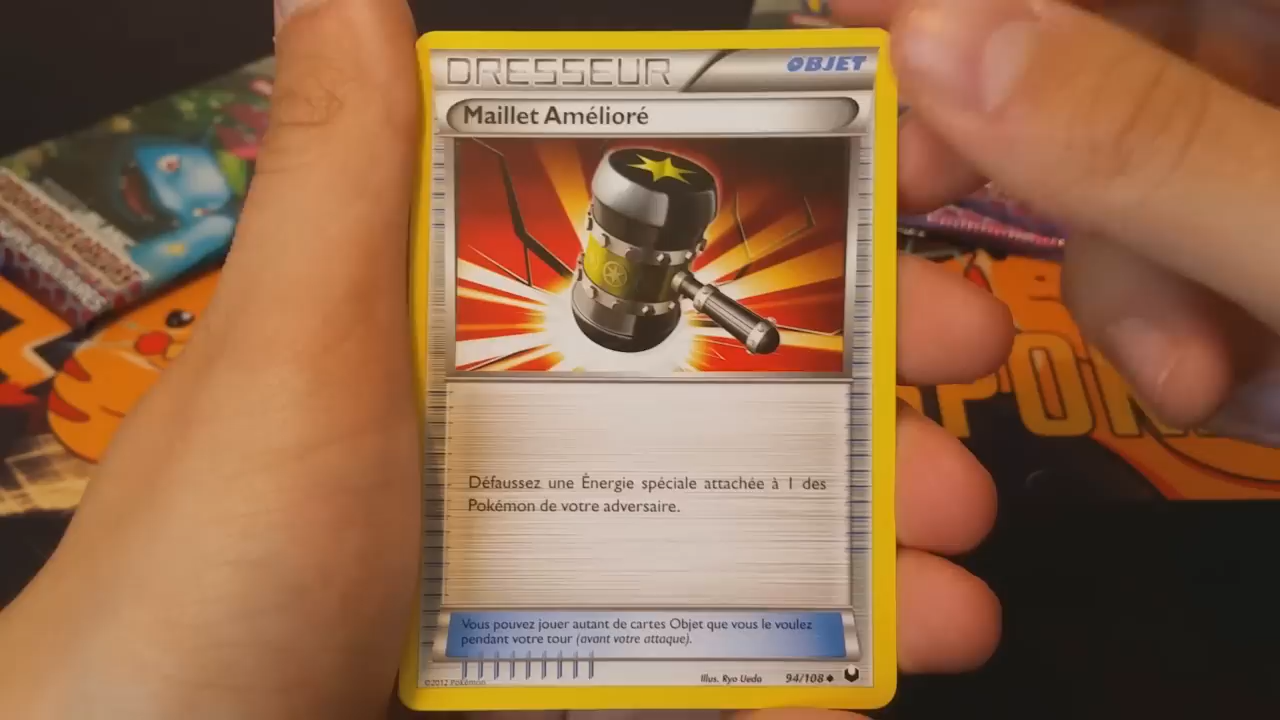 DRESSEUR
OBJET
Maillet Amélioré
Défaussez une Énergie spéciale attachée à 1 des
Pokémon de votre adversaire.
Vous pouvez jouer autant de cartes Objet que vous le voulez
pendant votre tour (avant votre attaque).
©2012 Pokémon
Illus. Ryo Ueda
94/108